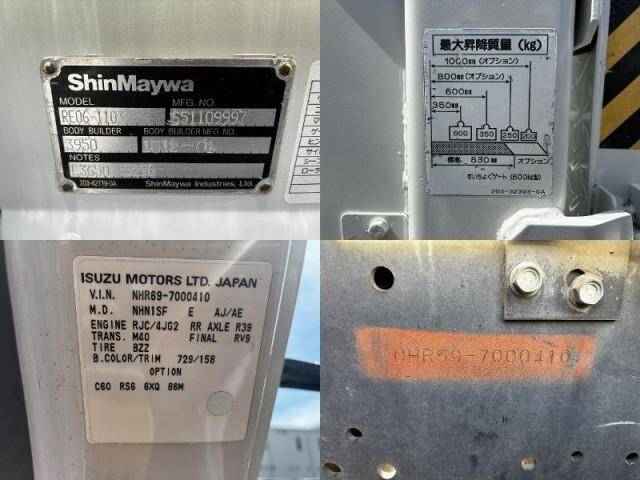 ShinMaywa
MODEL MFG. NO.
RE06-1103 S51109997
BODY BUILDER BODY BUILDER MFG.NO.
3950
NOTES
L3650
203-42179-0A ShinMaywa Industries, Ltd.
最大昇降質量（kg）
1000mm（オプション）
800mm（オプション）
600mm
350mm
600 350 250 200
標準 830mm オプション
すいちょくゲート（600kg型）
203-32393-0A
ISUZU MOTORS LTD. JAPAN
V.I.N. NHR69-7000410
M.D. NHN1SF E AJ/AE
ENGINE RJC/4JG2 RR AXLE R39
TRANS. M40 FINAL RV9
TIRE BZZ
B.COLOR/TRIM 729/158
OPTION
C60 RSG 6XQ 86M
NHR69-7000410